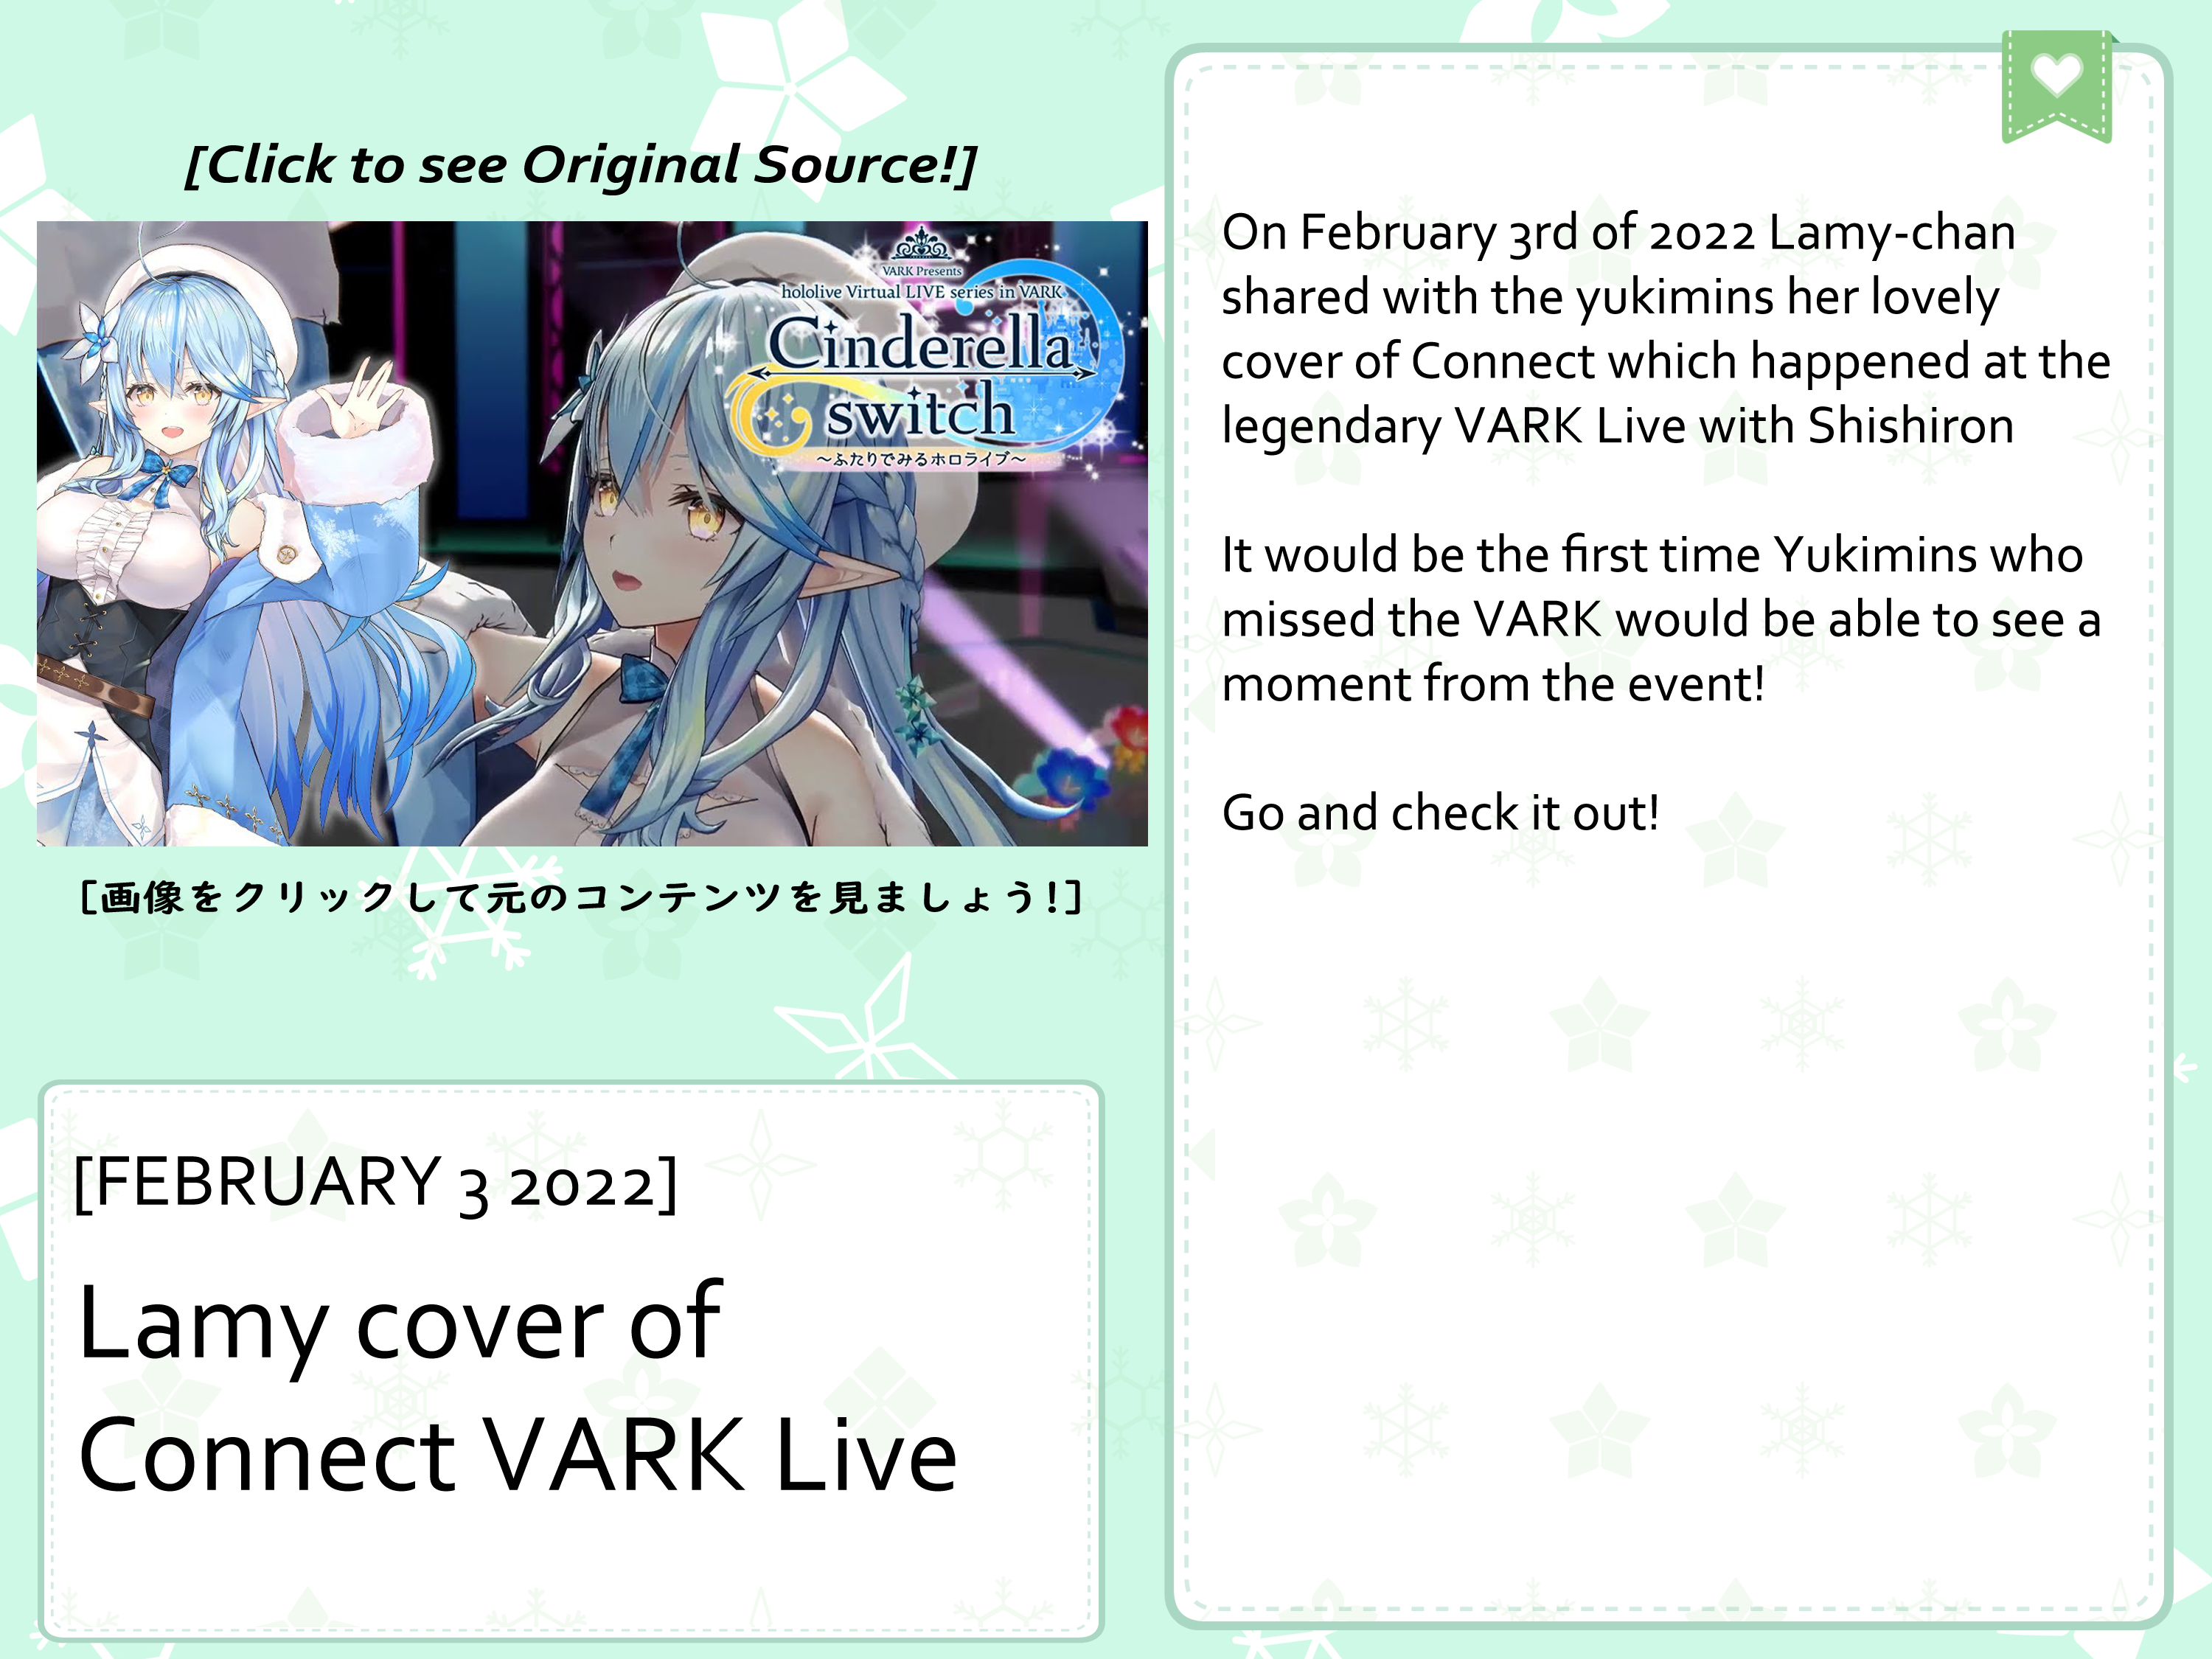 [Click to see Original Source!]
VARK Presents
hololive Virtual LIVE series in VARK
Cinderella
switch
～ふたりでみるホロライブ～
[画像をクリックして元のコンテンツを見ましょう!]
[FEBRUARY 3 2022]
Lamy cover of
Connect VARK Live
On February 3rd of 2022 Lamy-chan
shared with the yukimins her lovely
cover of Connect which happened at the
legendary VARK Live with Shishiron
It would be the first time Yukimins who
missed the VARK would be able to see a
moment from the event!
Go and check it out!